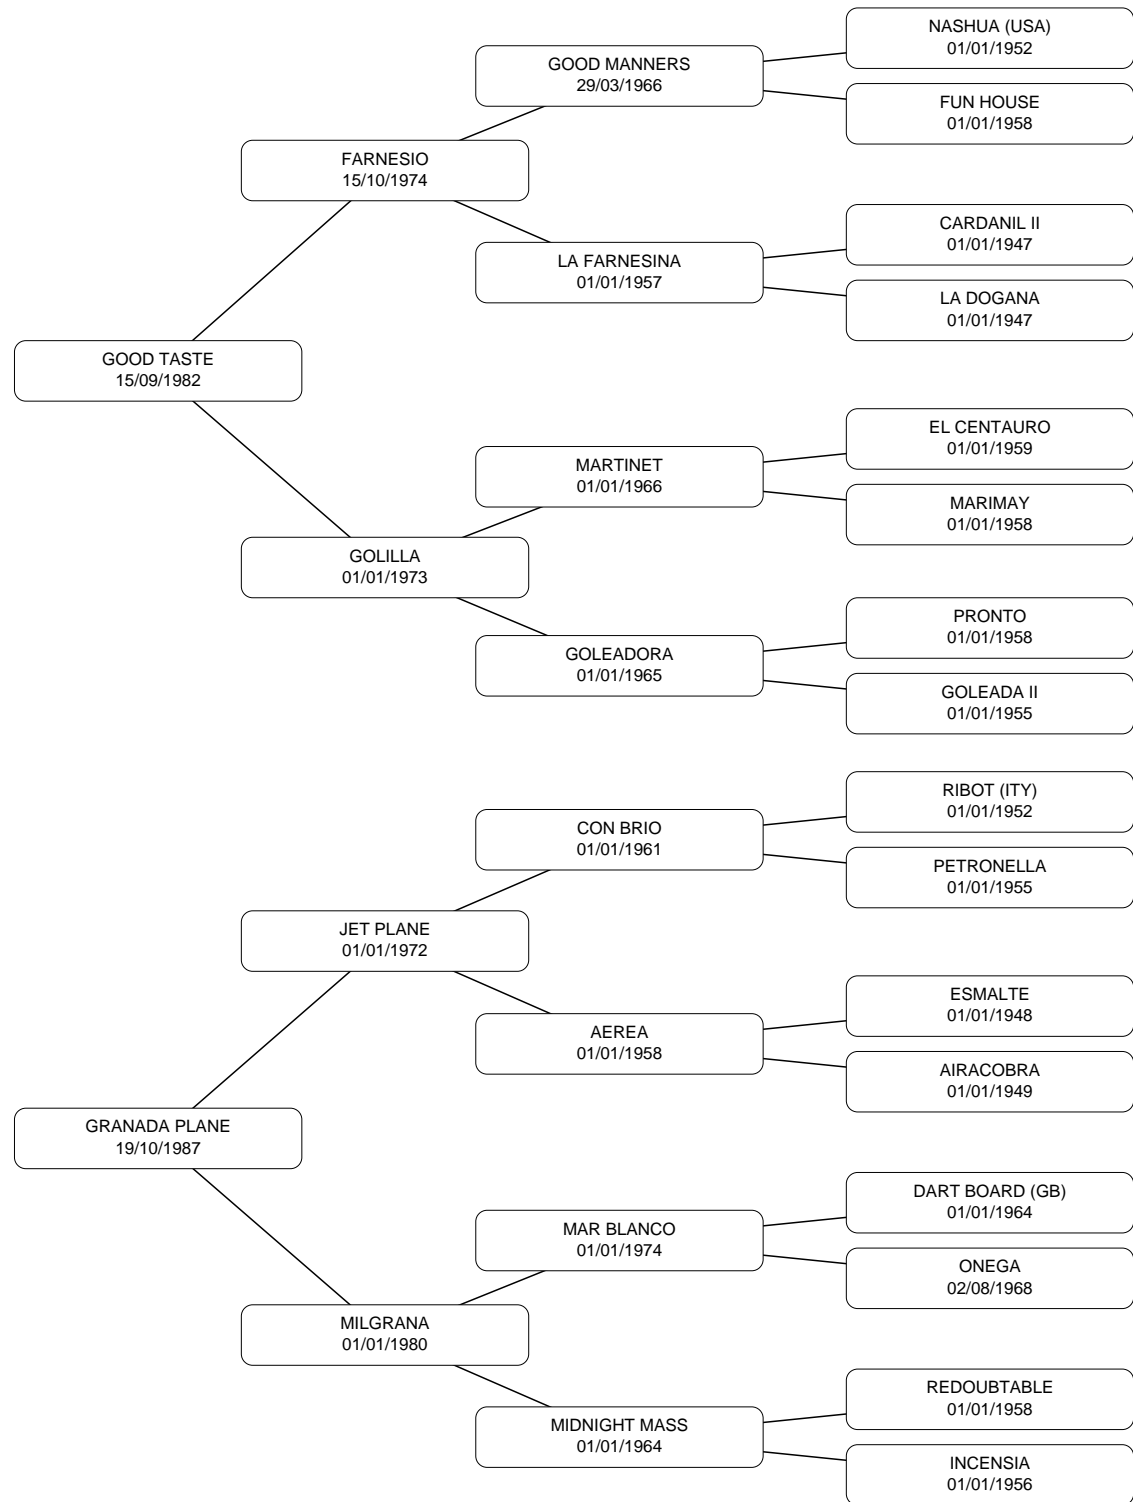 NASHUA (USA)
01/01/1952
GOOD MANNERS
29/03/1966
FUN HOUSE
01/01/1958
FARNESIO
15/10/1974
CARDANIL II
01/01/1947
LA FARNESINA
01/01/1957
LA DOGANA
01/01/1947
GOOD TASTE
15/09/1982
EL CENTAURO
01/01/1959
MARTINET
01/01/1966
MARIMAY
01/01/1958
GOLILLA
01/01/1973
PRONTO
01/01/1958
GOLEADORA
01/01/1965
GOLEADA II
01/01/1955
RIBOT (ITY)
01/01/1952
CON BRIO
01/01/1961
PETRONELLA
01/01/1955
JET PLANE
01/01/1972
ESMALTE
01/01/1948
AEREA
01/01/1958
AIRACOBRA
01/01/1949
GRANADA PLANE
19/10/1987
DART BOARD (GB)
01/01/1964
MAR BLANCO
01/01/1974
ONEGA
02/08/1968
MILGRANA
01/01/1980
REDOUBTABLE
01/01/1958
MIDNIGHT MASS
01/01/1964
INCENSIA
01/01/1956